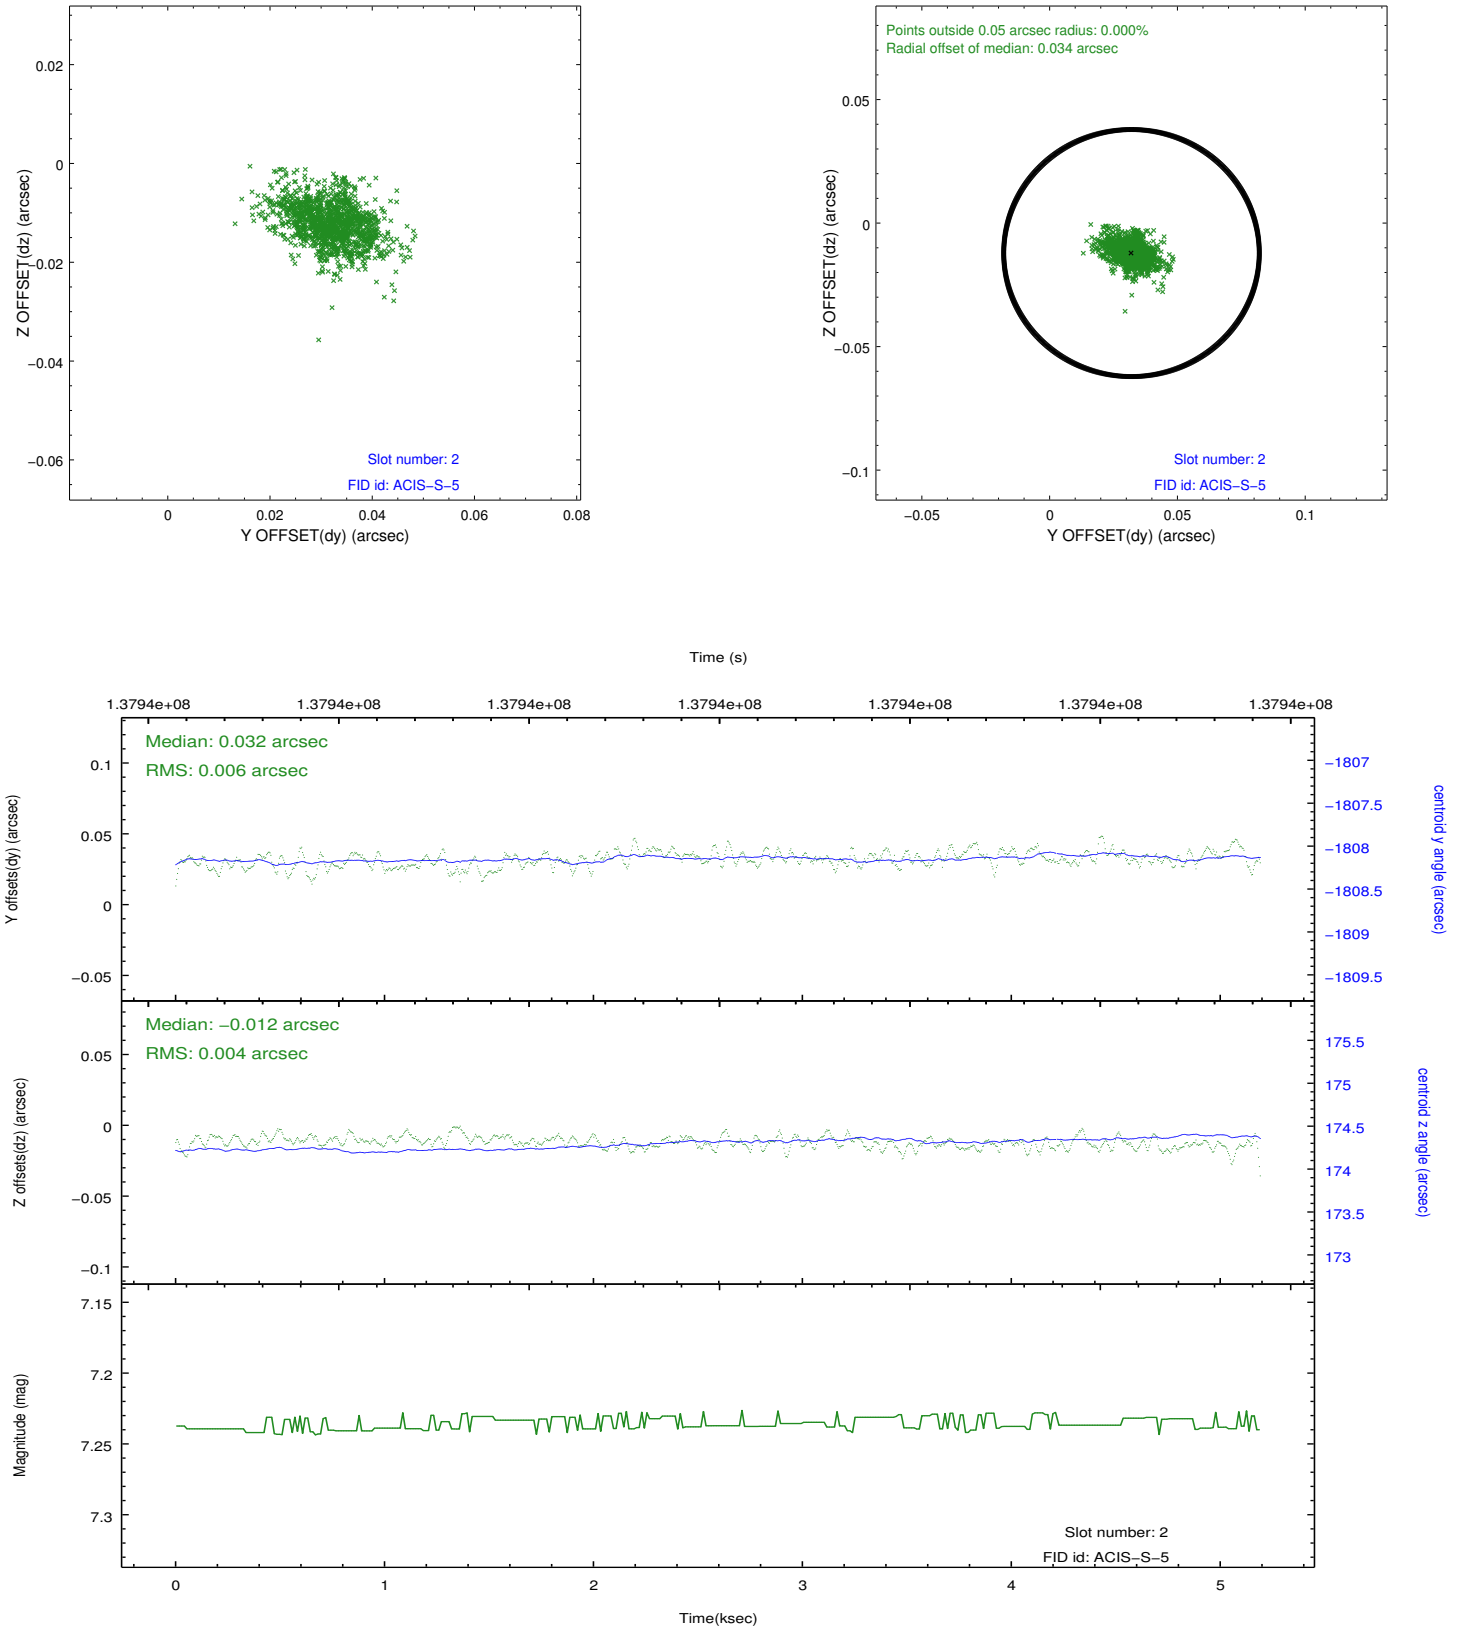 0.02
0
−0.02
−0.04
−0.06
Z OFFSET(dz) (arcsec)
0
0.02
0.04
0.06
0.08
Y OFFSET(dy) (arcsec)
Slot number: 2
FID id: ACIS−S−5
Points outside 0.05 arcsec radius: 0.000%
Radial offset of median: 0.034 arcsec
0.05
0
−0.05
−0.1
Z OFFSET(dz) (arcsec)
−0.05
0
0.05
0.1
Y OFFSET(dy) (arcsec)
Slot number: 2
FID id: ACIS−S−5
Time (s)
1.3794e+08 1.3794e+08 1.3794e+08 1.3794e+08 1.3794e+08 1.3794e+08 1.3794e+08
Median: 0.032 arcsec
RMS: 0.006 arcsec
0.1
0.05
0
−0.05
Y offsets(dy) (arcsec)
−1807
−1807.5
−1808
−1808.5
−1809
−1809.5
centroid y angle (arcsec)
Median: −0.012 arcsec
RMS: 0.004 arcsec
0.05
0
−0.05
−0.1
Z offsets(dz) (arcsec)
175.5
175
174.5
174
173.5
173
centroid z angle (arcsec)
7.15
7.2
7.25
7.3
Magnitude (mag)
Slot number: 2
FID id: ACIS−S−5
0 1 2 3 4 5
Time(ksec)